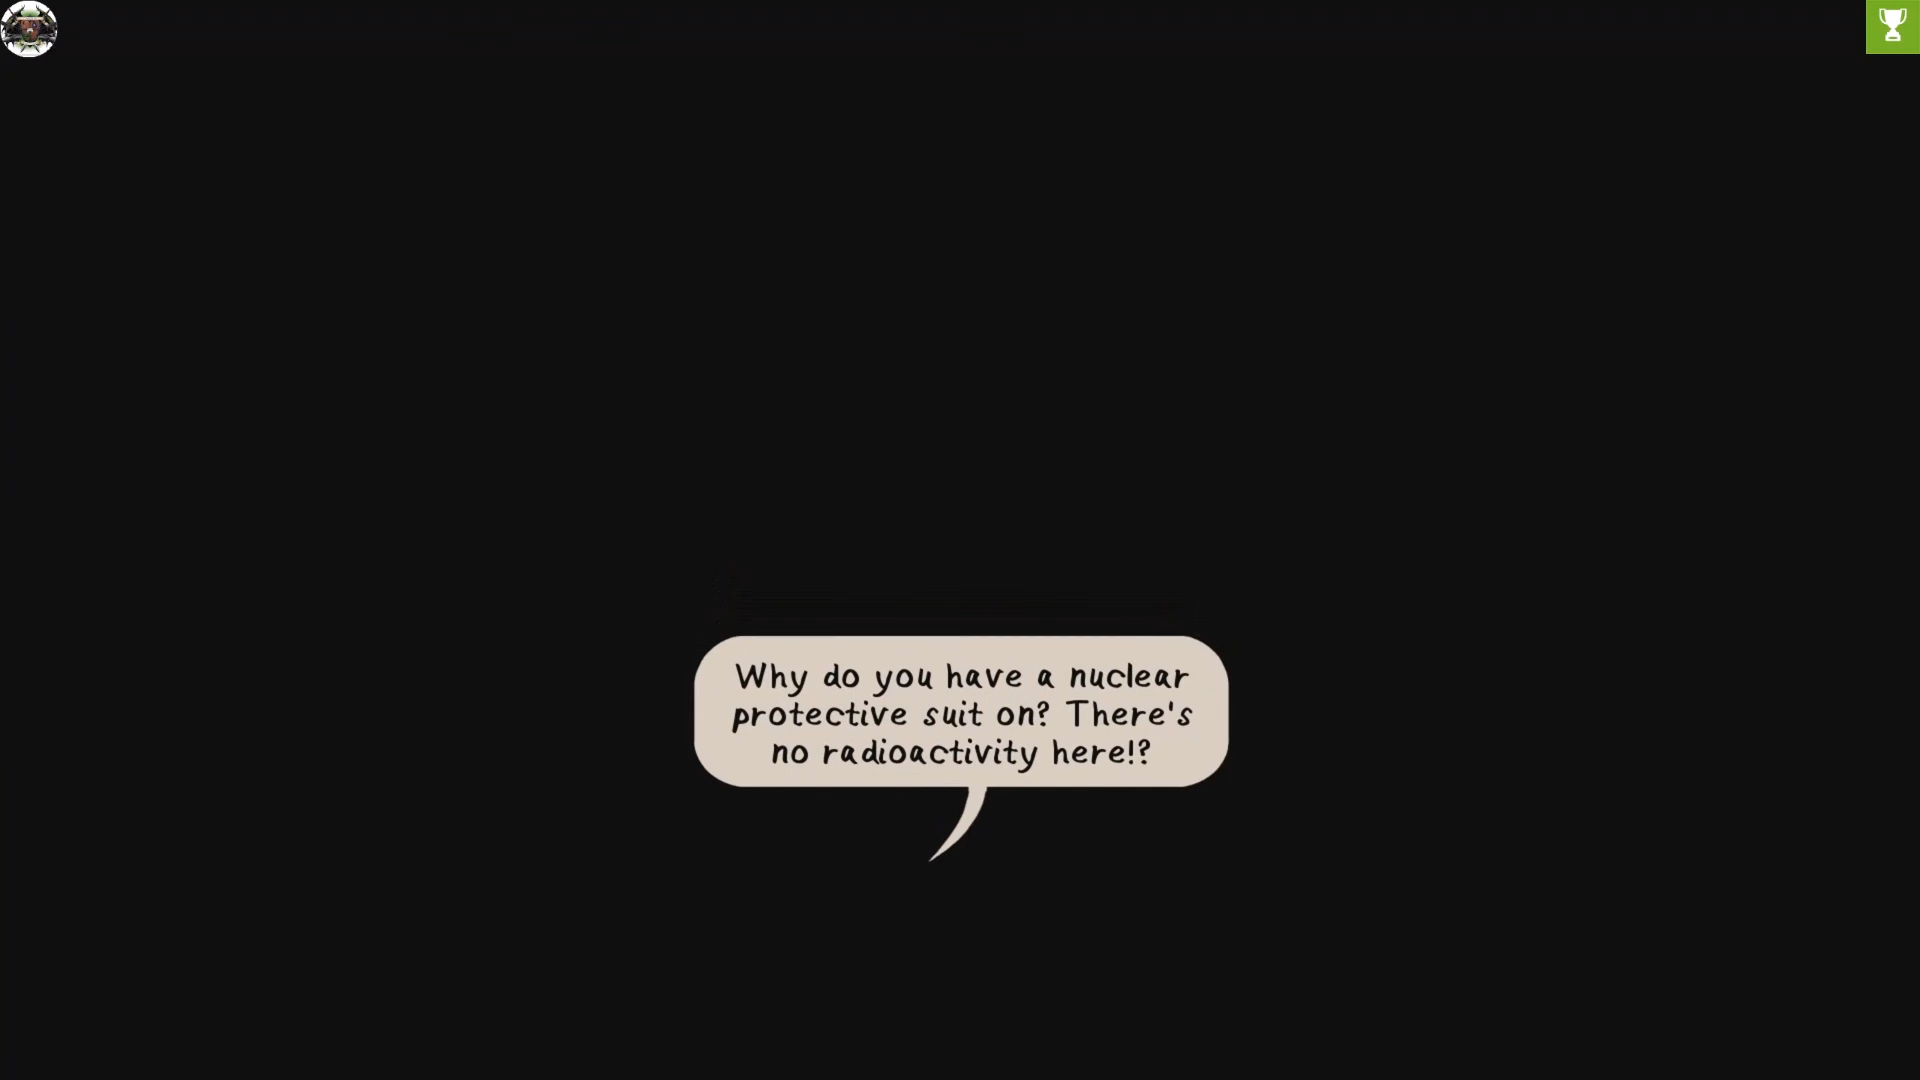 Why do you have a nuclear
protective suit on? There's
no radioactivity here!?